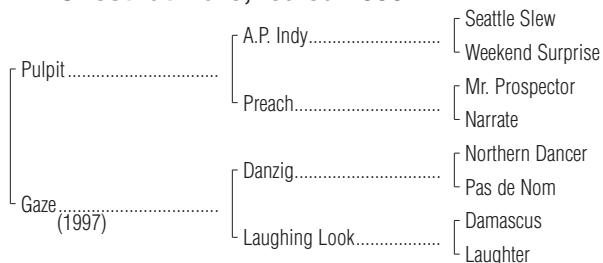 Seattle Slew
A.P. Indy
Weekend Surprise
Pulpit
Mr. Prospector
Preach
Narrate
Northern Dancer
Danzig
Pas de Nom
Gaze
(1997)
Damascus
Laughing Look
Laughter